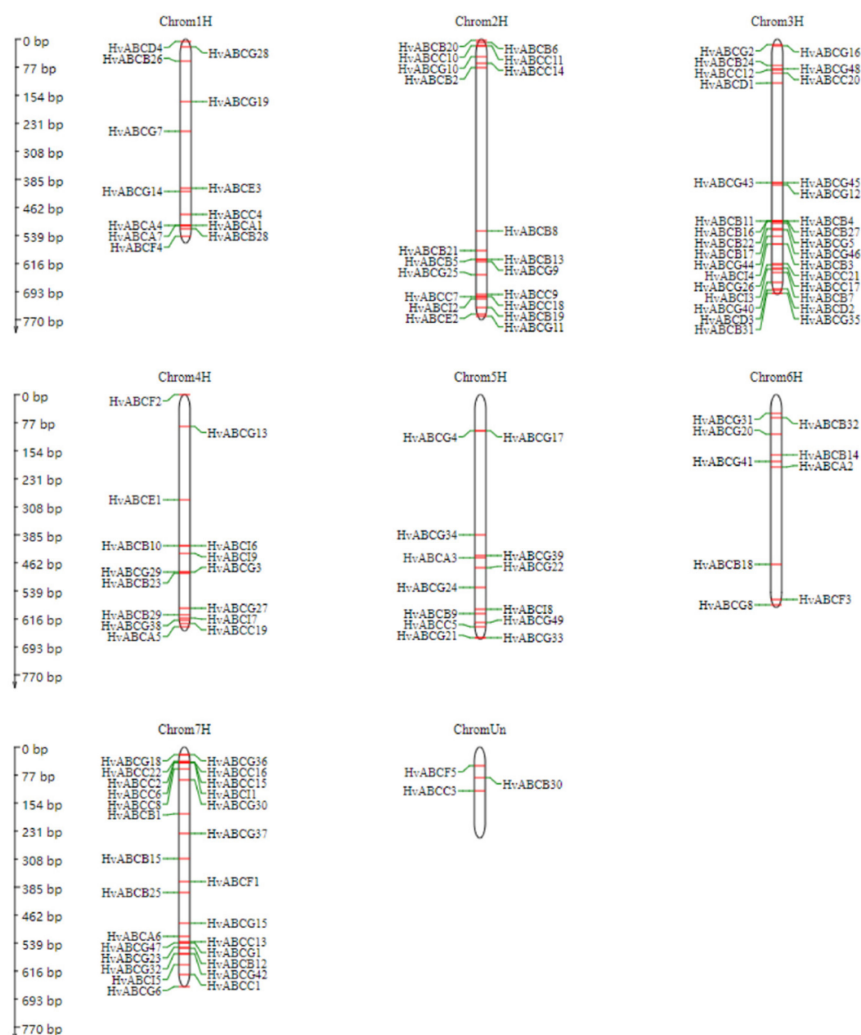 Chrom1H
Chrom2H
Chrom3H
0 bp
77 bp
154 bp
231 bp
308 bp
385 bp
462 bp
539 bp
616 bp
693 bp
770 bp
HvABCD4
HvABCB26
HvABCG28
HvABCG19
HvABCG7
HvABCG14
HvABCE3
HvABCC4
HvABCA4
HvABCA1
HvABCA7
HvABCB28
HvABCF4
HvABCB20
HvABCB6
HvABCC10
HvABCC11
HvABCG10
HvABCC14
HvABCB2
HvABCB8
HvABCB21
HvABCB5
HvABCB13
HvABCG25
HvABCG9
HvABCC7
HvABCC9
HvABCI2
HvABCC18
HvABCE2
HvABCB19
HvABCG11
HvABCG2
HvABCG16
HvABCB24
HvABCG48
HvABCC12
HvABCC20
HvABCD1
HvABCG43
HvABCG45
HvABCG12
HvABCB11
HvABCB4
HvABCB16
HvABCB27
HvABCB22
HvABCG5
HvABCB17
HvABCG46
HvABCG44
HvABCB3
HvABCI4
HvABCC21
HvABCG26
HvABCC17
HvABCI3
HvABCB7
HvABCG40
HvABCD2
HvABCD3
HvABCG35
HvABCB31
Chrom4H
Chrom5H
Chrom6H
0 bp
77 bp
154 bp
231 bp
308 bp
385 bp
462 bp
539 bp
616 bp
693 bp
770 bp
HvABCF2
HvABCG13
HvABCE1
HvABCB10
HvABCI6
HvABCI9
HvABCG29
HvABCG3
HvABCB23
HvABCG27
HvABCB29
HvABCI7
HvABCG38
HvABCC19
HvABCA5
HvABCG4
HvABCG17
HvABCG34
HvABCA3
HvABCG39
HvABCG22
HvABCG24
HvABCB9
HvABCI8
HvABCC5
HvABCG49
HvABCG21
HvABCG33
HvABCG31
HvABCB32
HvABCG20
HvABCB14
HvABCG41
HvABCA2
HvABCB18
HvABCF3
HvABCG8
Chrom7H
ChromUn
0 bp
77 bp
154 bp
231 bp
308 bp
385 bp
462 bp
539 bp
616 bp
693 bp
770 bp
HvABCG18
HvABCG36
HvABCC22
HvABCC16
HvABCC2
HvABCC15
HvABCC6
HvABCI1
HvABCC8
HvABCG30
HvABCB1
HvABCG37
HvABCB15
HvABCF1
HvABCB25
HvABCG15
HvABCA6
HvABCC13
HvABCG47
HvABCG1
HvABCG23
HvABCB12
HvABCG32
HvABCG42
HvABCI5
HvABCC1
HvABCG6
HvABCF5
HvABCB30
HvABCC3